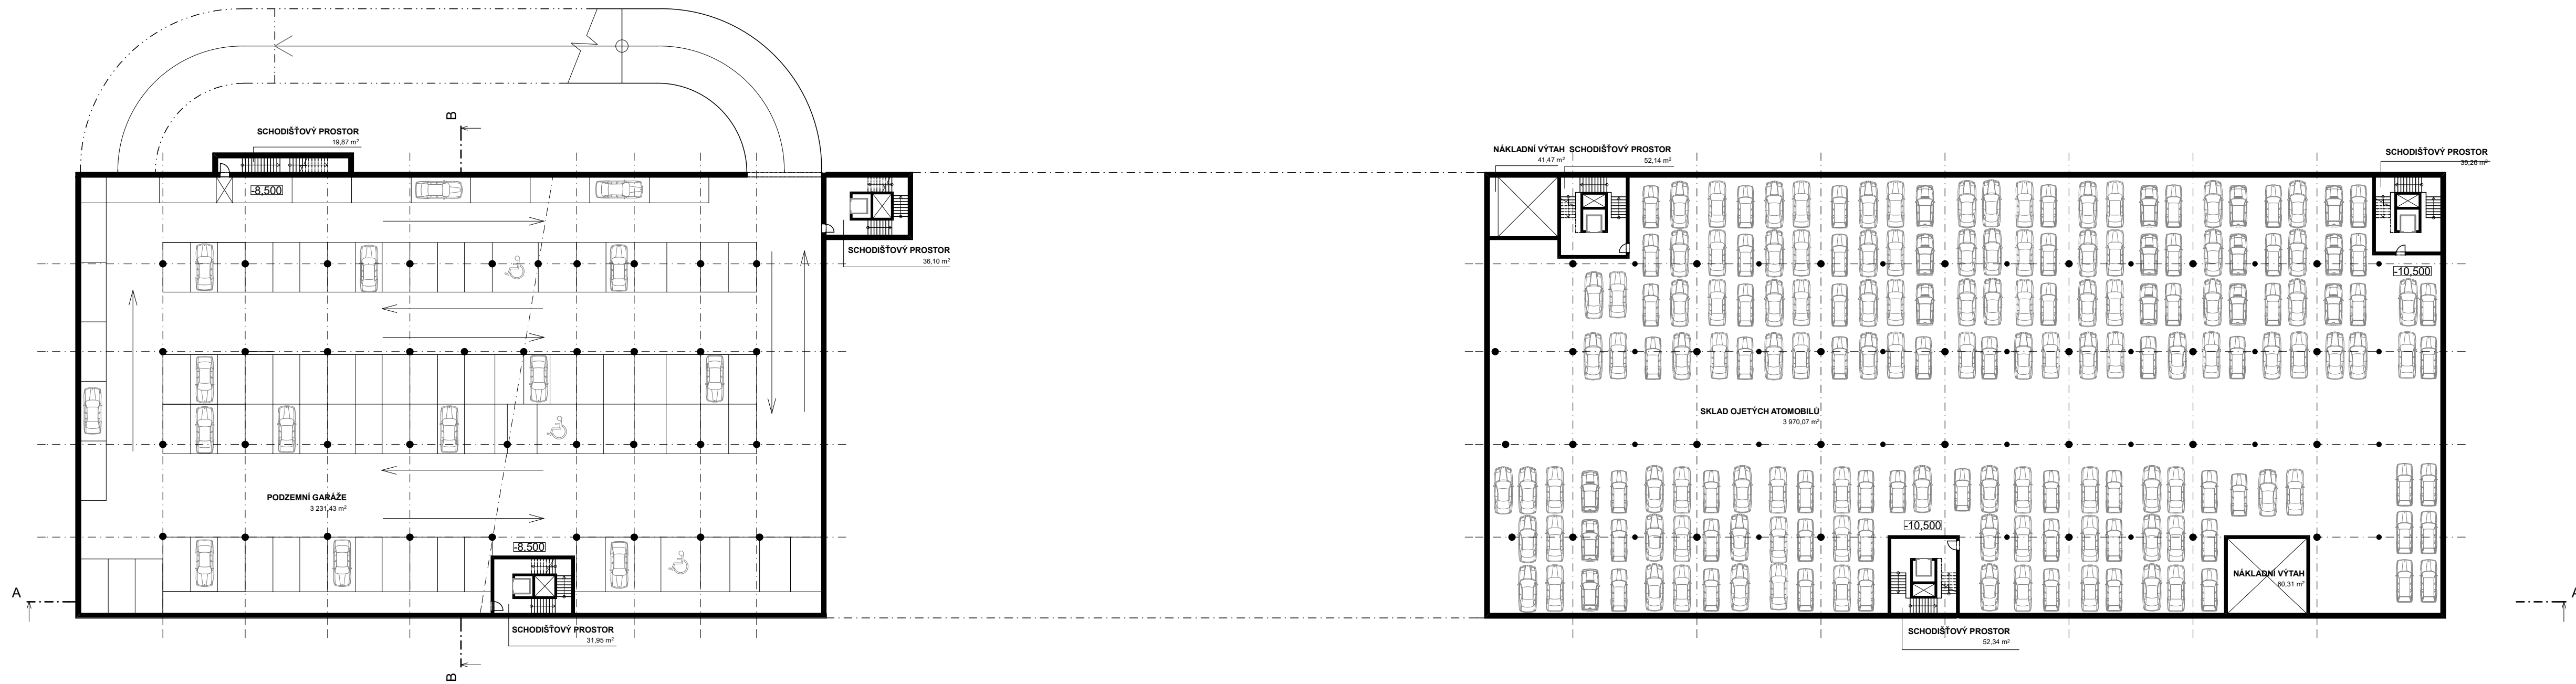 B
SCHODIŠŤOVÝ PROSTOR
19,87 m²
-8,500
SCHODIŠŤOVÝ PROSTOR
36,10 m²
PODZEMNÍ GARÁŽE
3 231,43 m²
-8,500
A
SCHODIŠŤOVÝ PROSTOR
31,95 m²
B
NÁKLADNÍ VÝTAH
41,47 m²
SCHODIŠŤOVÝ PROSTOR
52,14 m²
SCHODIŠŤOVÝ PROSTOR
39,26 m²
-10,500
SKLAD OJETÝCH ATOMOBILŮ
3 970,07 m²
-10,500
NÁKLADNÍ VÝTAH
60,31 m²
SCHODIŠŤOVÝ PROSTOR
52,34 m²
A